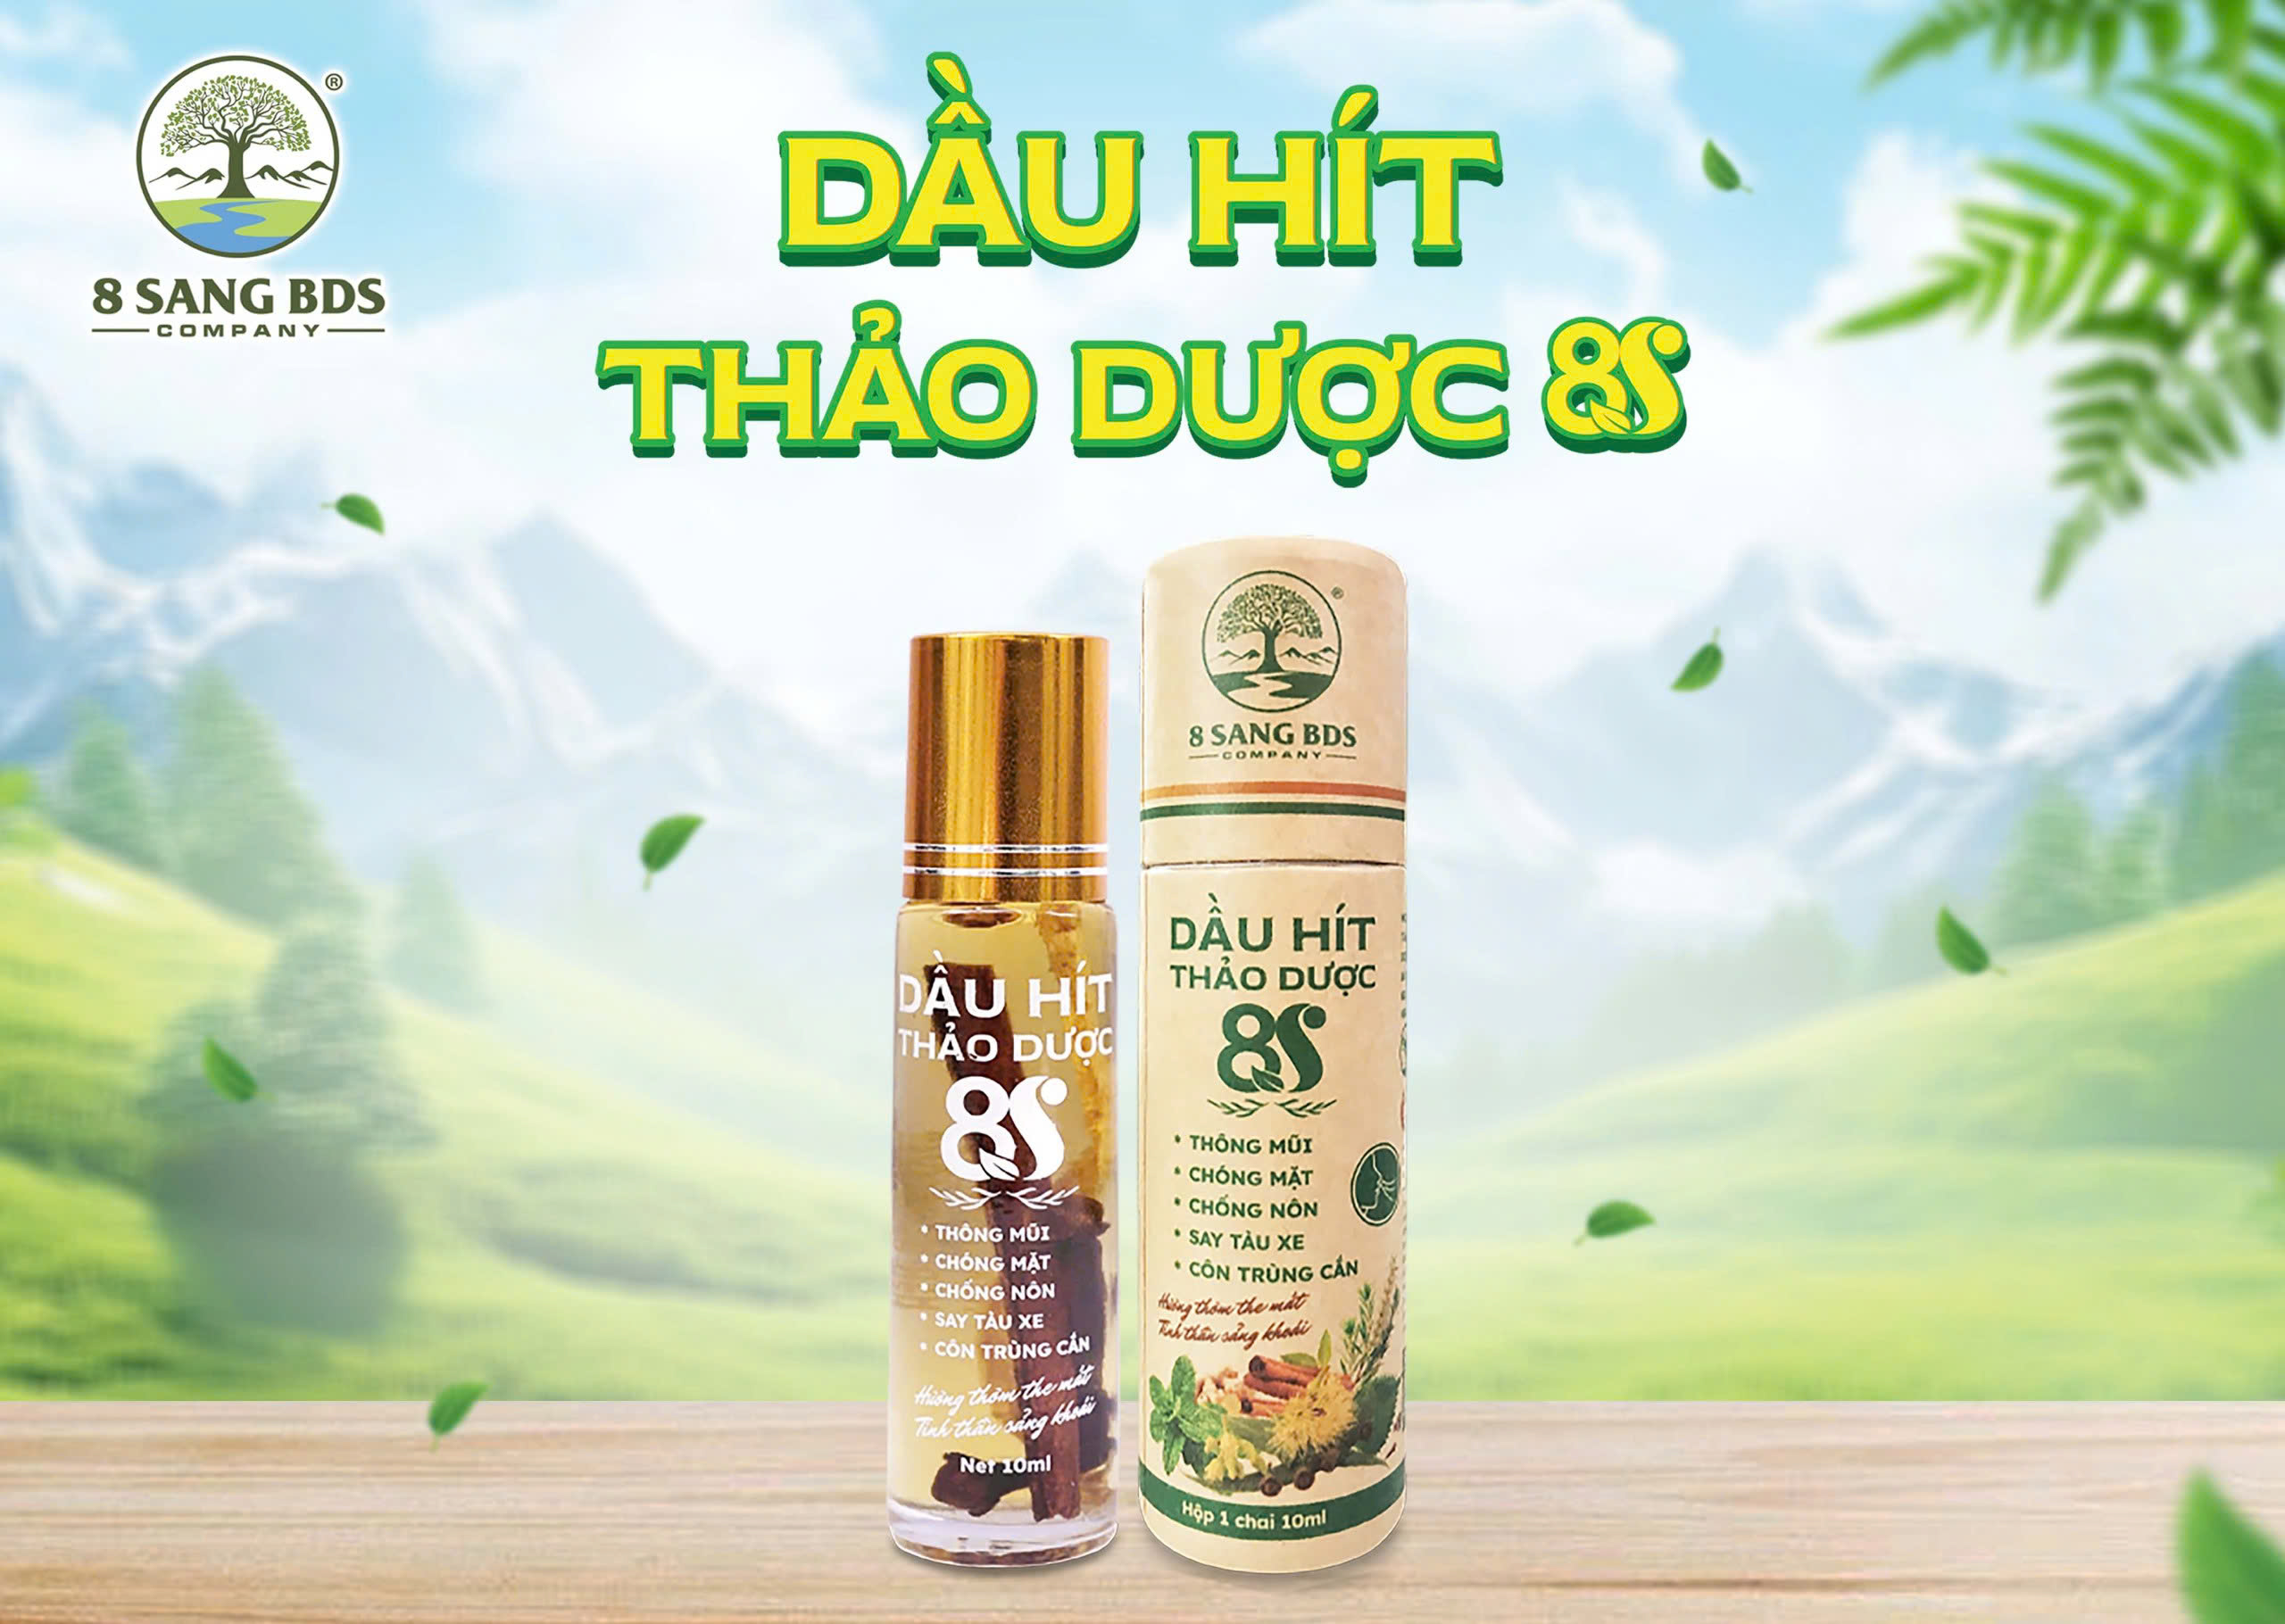 ®
8 SANG BDS
COMPANY
DẦU HÍT
THẢO DƯỢC 8S
®
8 SANG BDS
COMPANY
DẦU HÍT
THẢO DƯỢC
8S
* THÔNG MŨI
* CHÓNG MẶT
* CHỐNG NÔN
* SAY TÀU XE
* CÔN TRÙNG CẮN
Hương thơm the mát
Tinh thần sảng khoái
Net 10ml
DẦU HÍT
THẢO DƯỢC
8S
* THÔNG MŨI
* CHÓNG MẶT
* CHỐNG NÔN
* SAY TÀU XE
* CÔN TRÙNG CẮN
Hương thơm the mát
Tinh thần sảng khoái
Hộp 1 chai 10ml